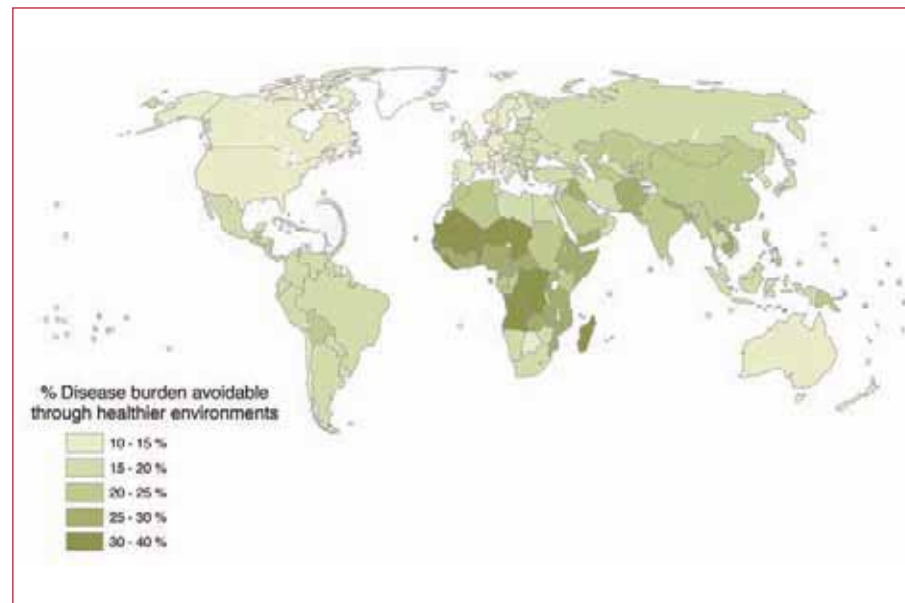 % Disease burden avoidable
through healthier environments
10 - 15 %
15 - 20 %
20 - 25 %
25 - 30 %
30 - 40 %